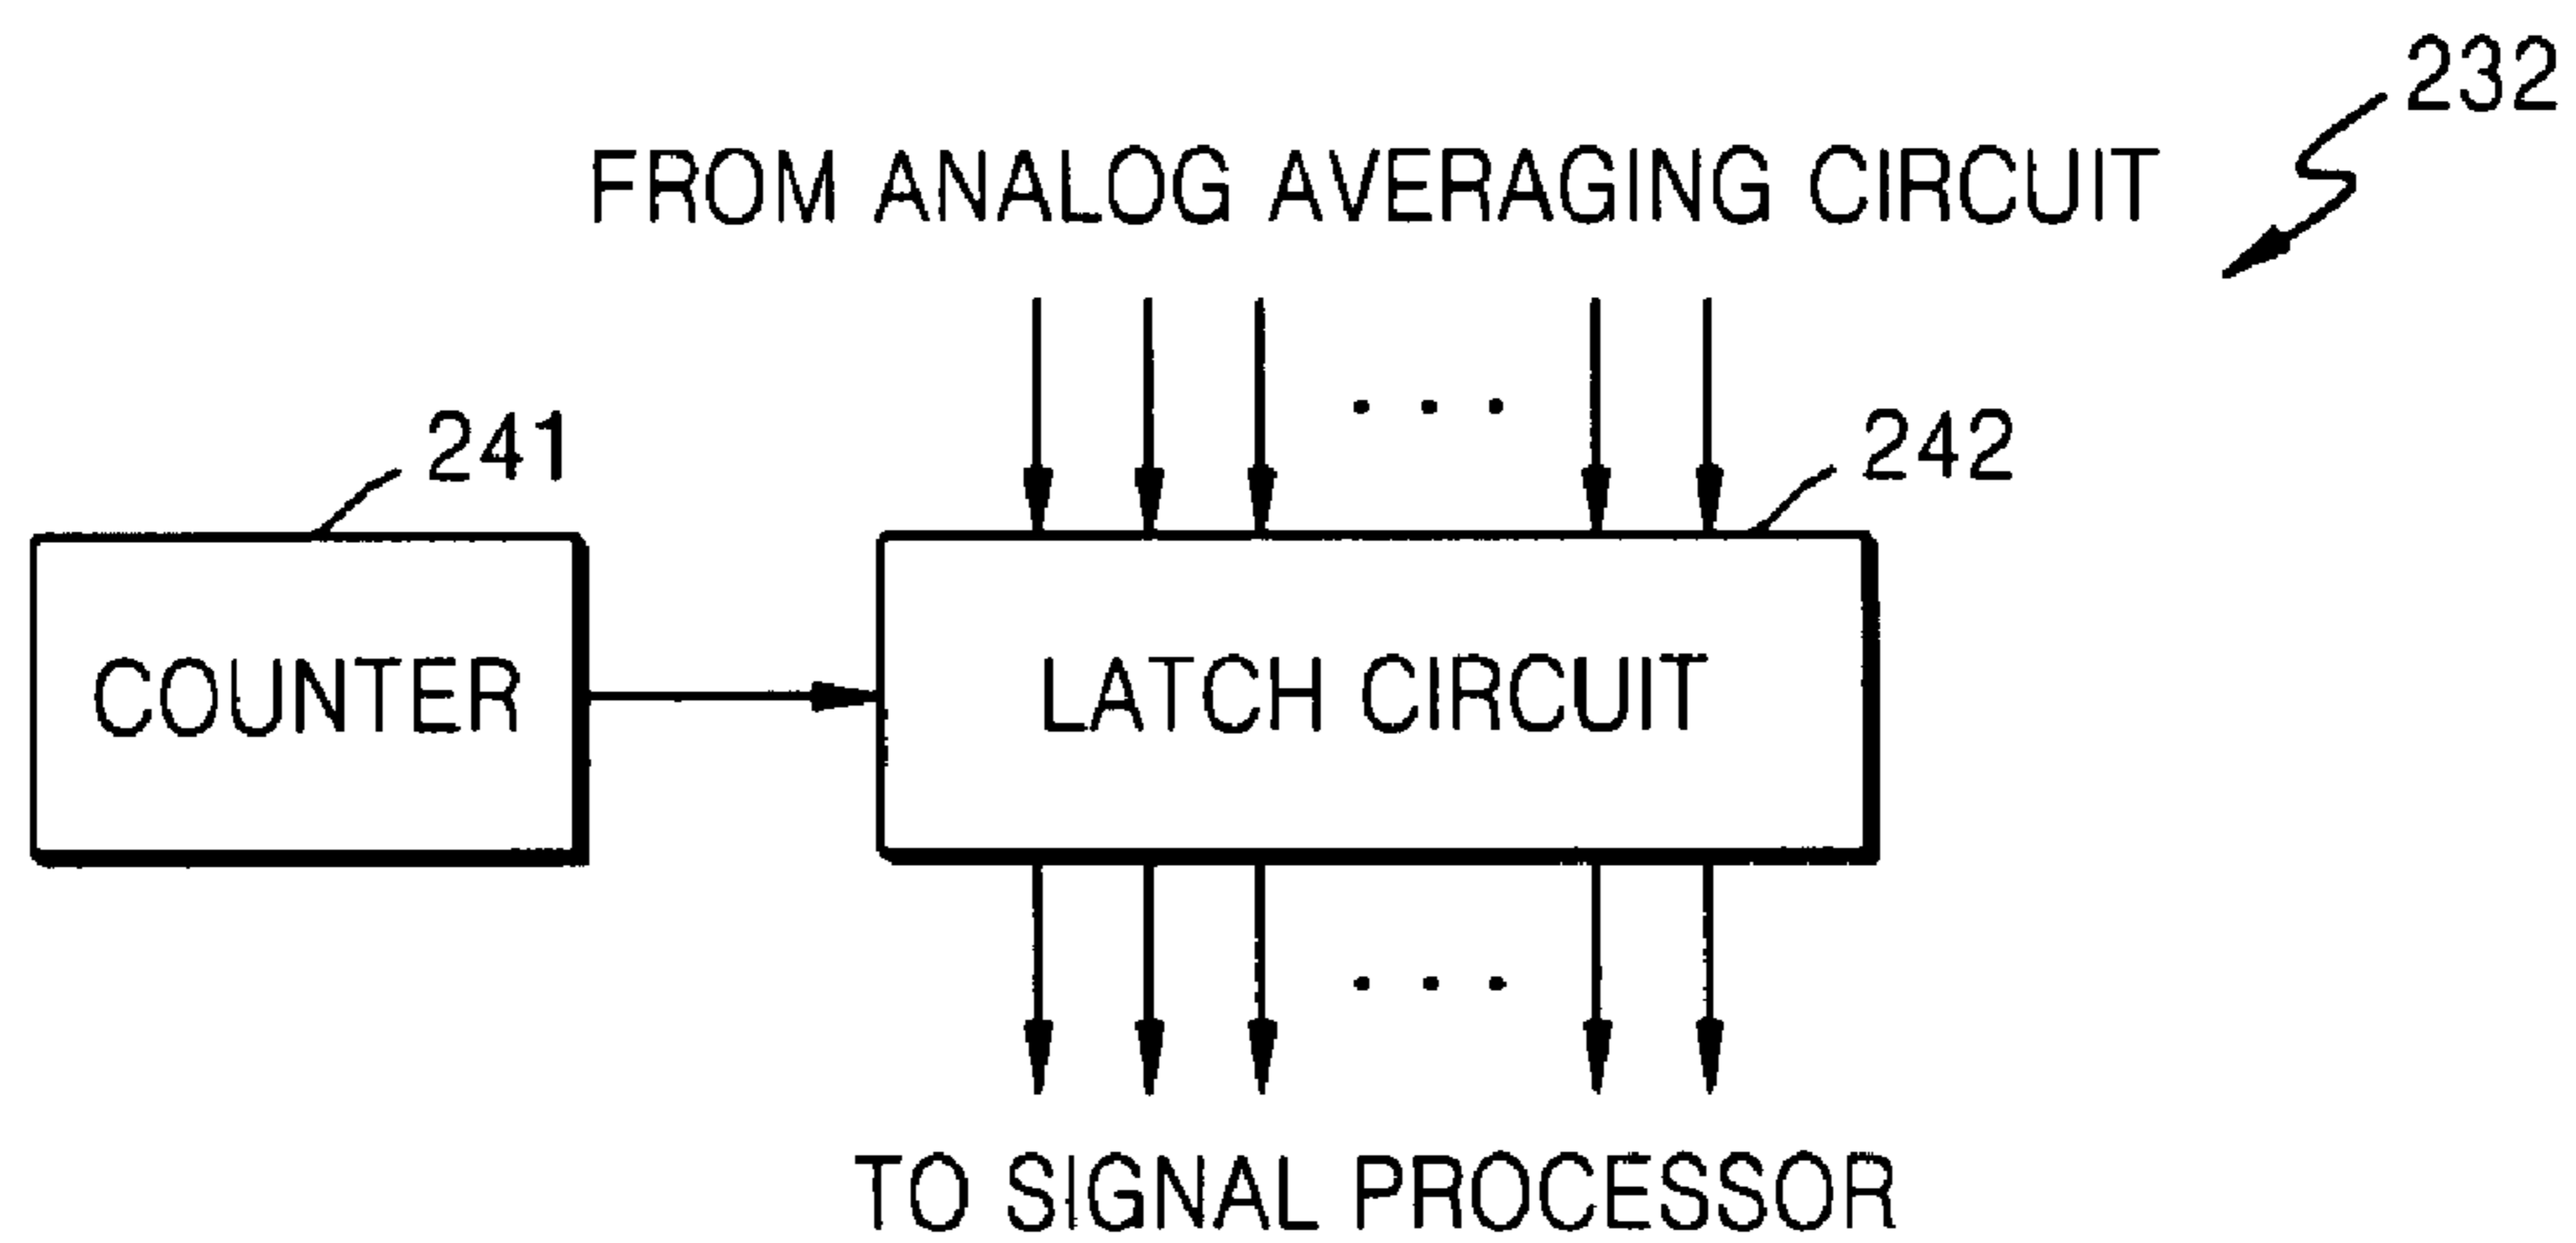 232
FROM ANALOG AVERAGING CIRCUIT
241
242
COUNTER
LATCH CIRCUIT
TO SIGNAL PROCESSOR